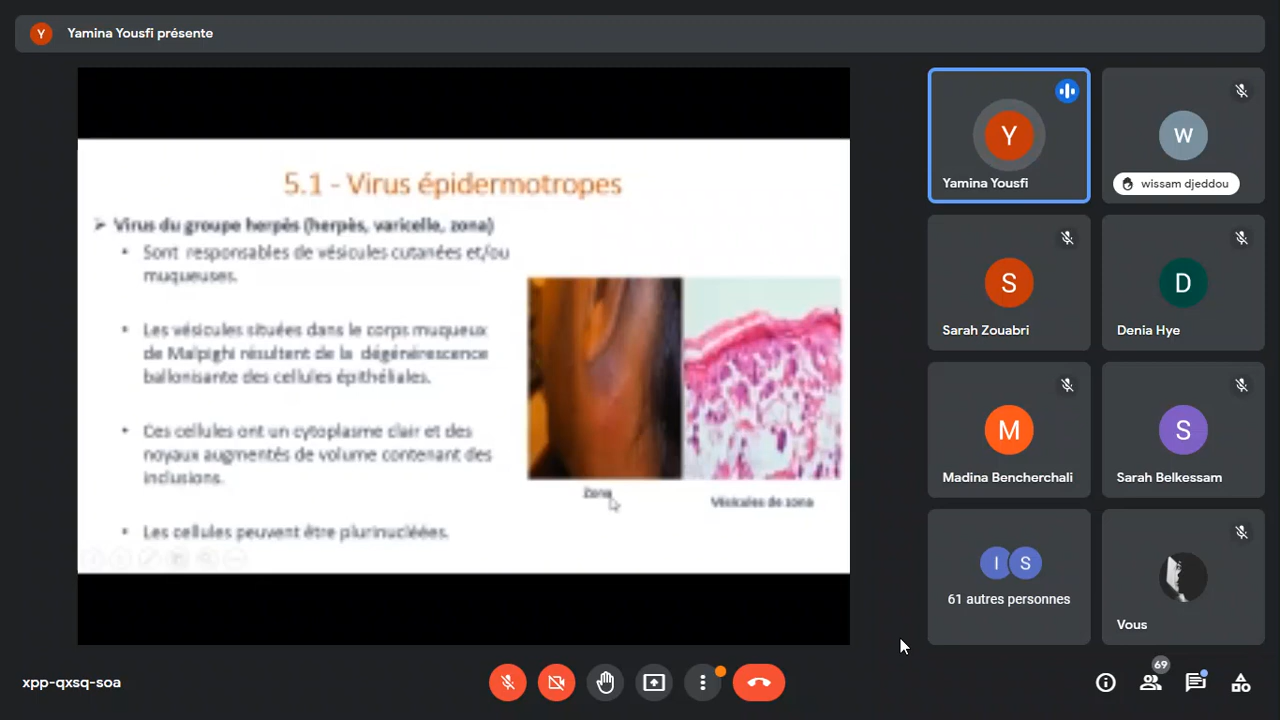 Y
Yamina Yousfi présente
5.1 - Virus épidermotropes
➤ Virus du groupe herpès (herpès, varicelle, zona)
• Sont responsables de vésicules cutanées et/ou
muqueuses.
• Les vésicules situées dans le corps muqueux
de Malpighi résultent de la dégénérescence
ballonisante des cellules épithéliales.
• Ces cellules ont un cytoplasme clair et des
noyaux augmentés de volume contenant des
inclusions.
• Les cellules peuvent être plurinucléées.
Zona
Vésicules de zona
Y
Yamina Yousfi
W
wissam djeddou
S
Sarah Zouabri
D
Denia Hye
M
Madina Bencherchali
S
Sarah Belkessam
I S
61 autres personnes
Vous
xpp-qxsq-soa
69